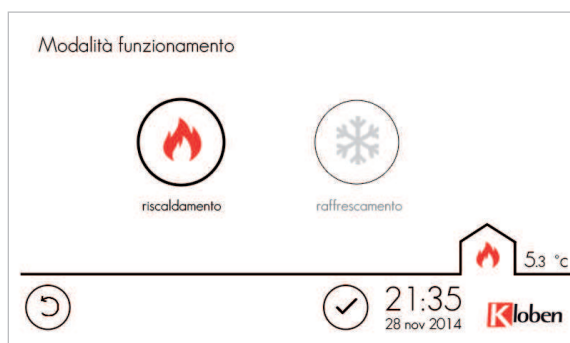 Modalità funzionamento
riscaldamento
raffrescamento
5.3 °c
21:35
28 nov 2014
Kloben